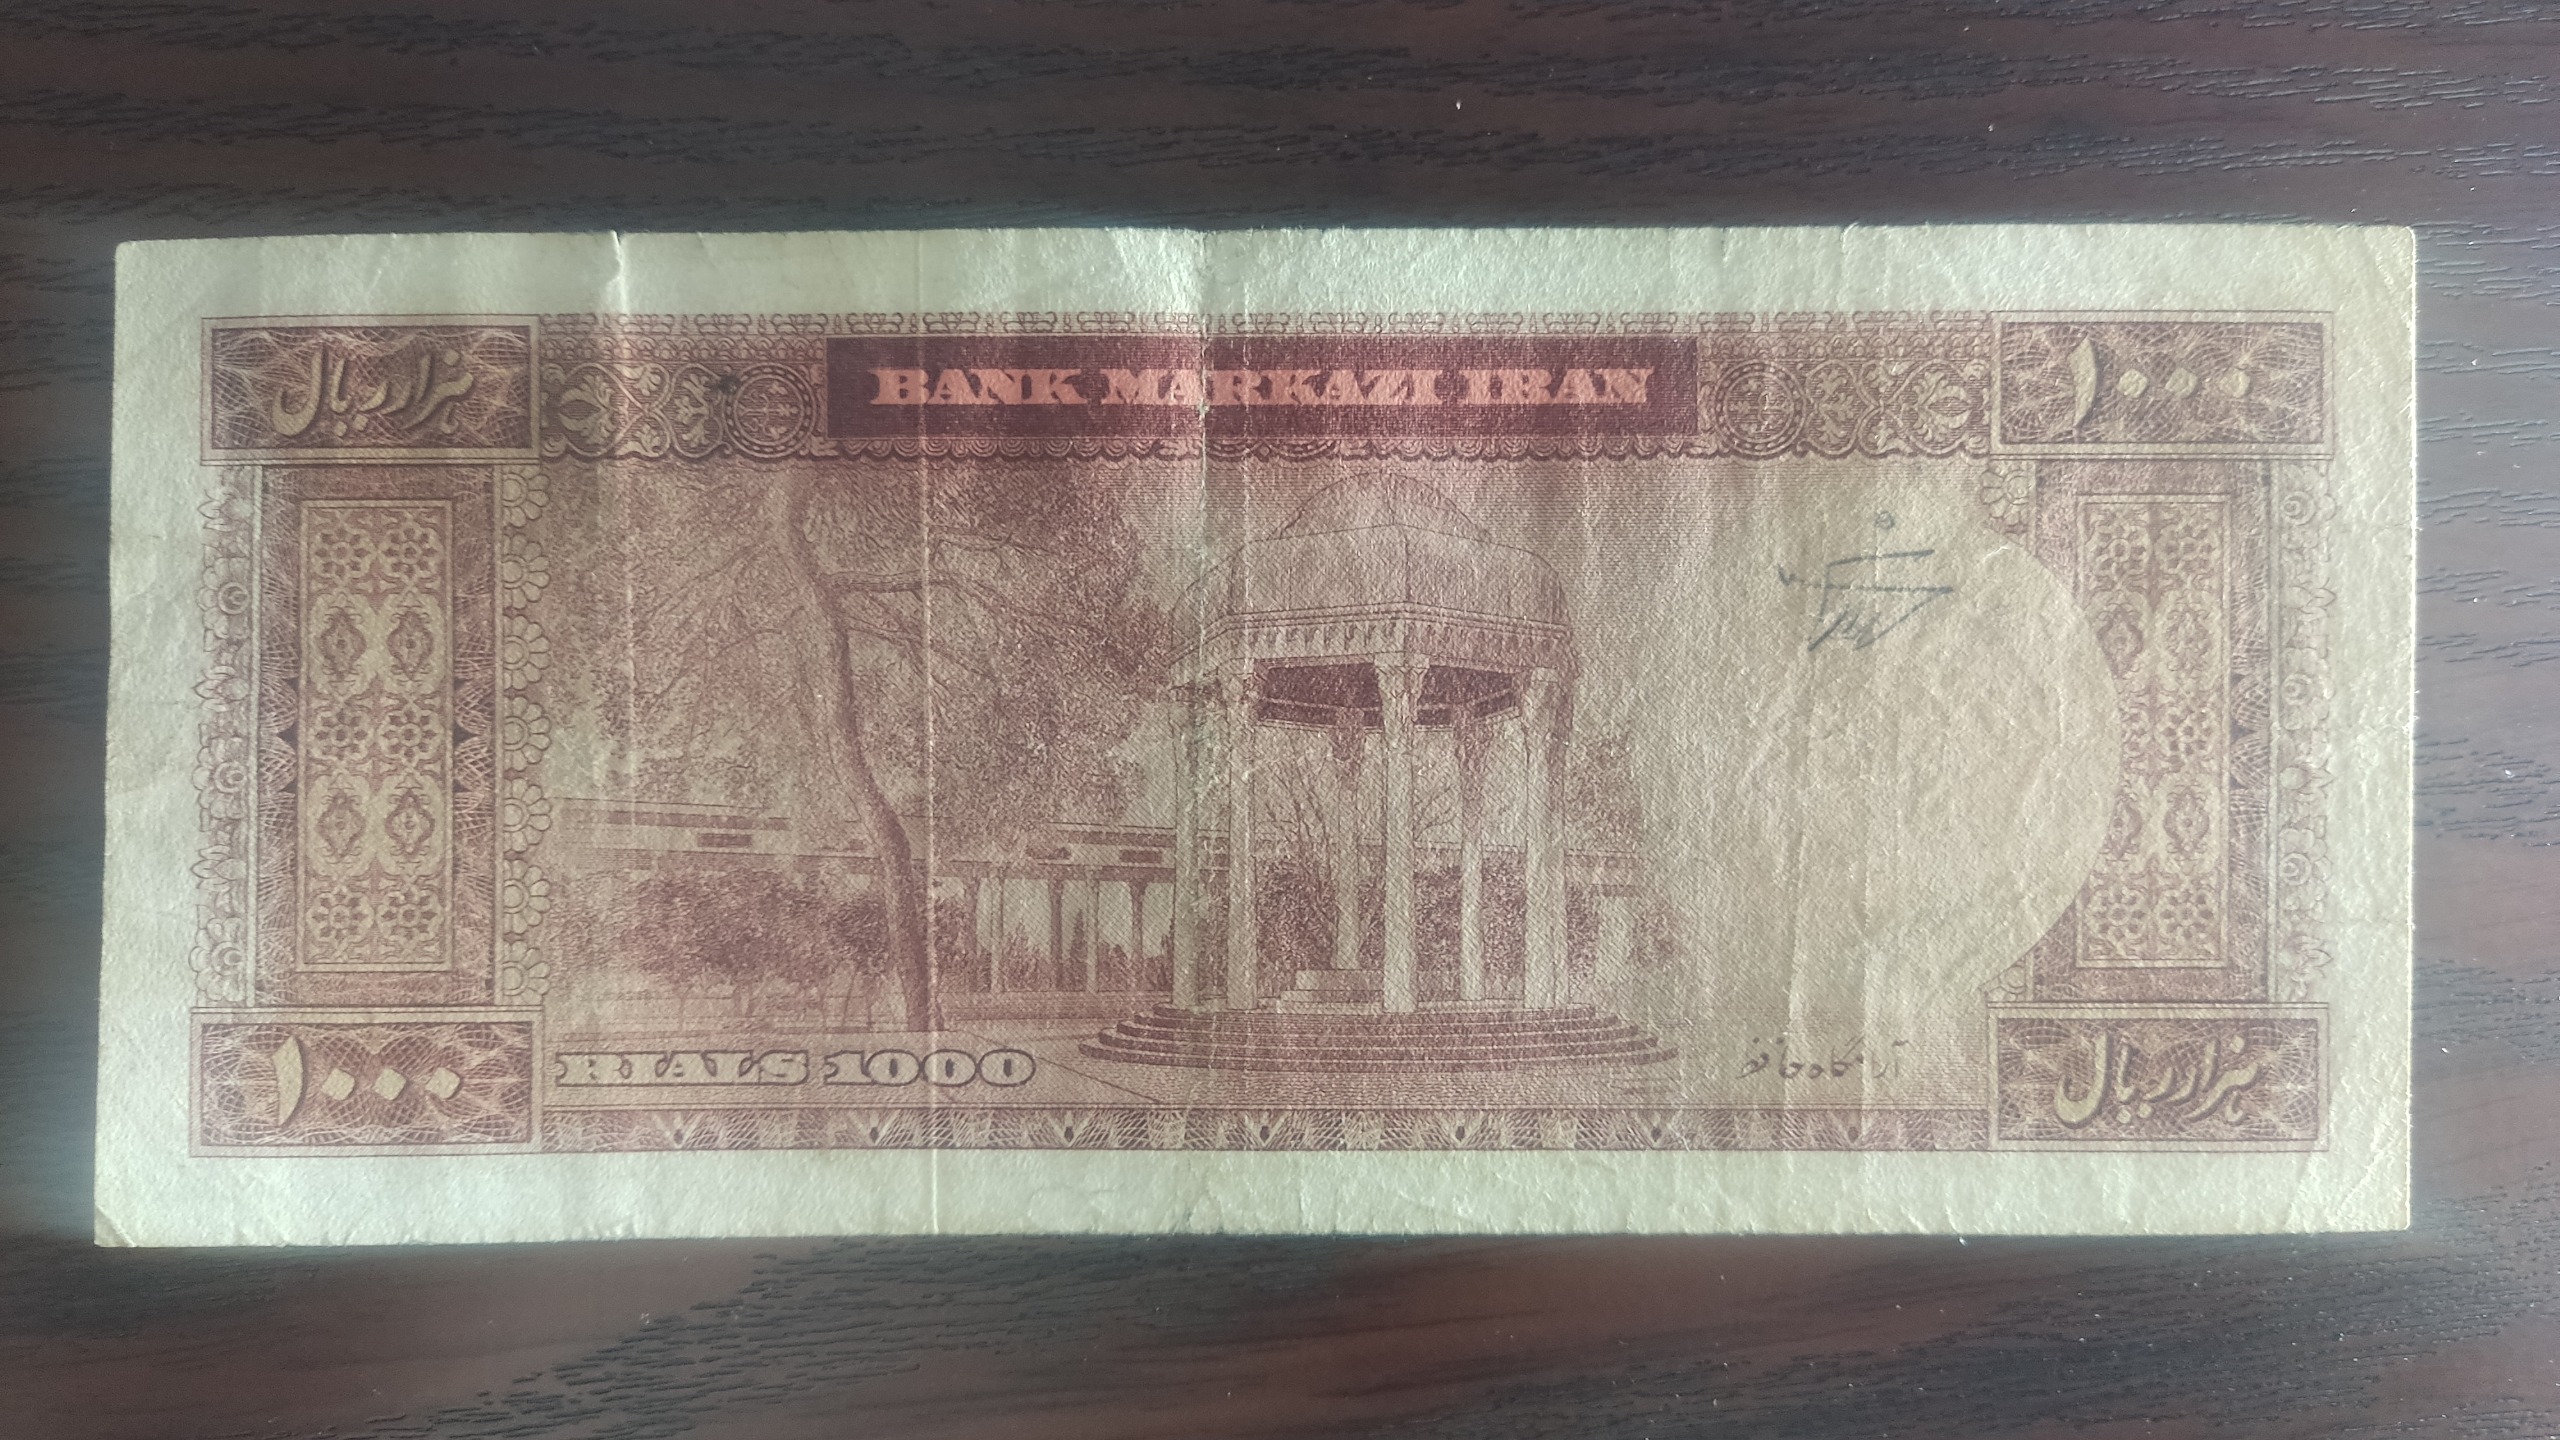 هزار ریال
BANK MARKAZI IRAN
۱۰۰۰
۱۰۰۰
RIALS 1000
آرامگاه حافظ
هزار ریال